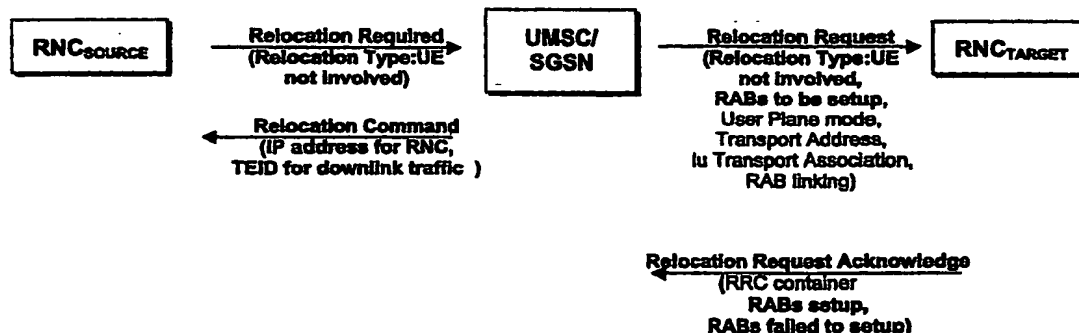 RNCSOURCE
Relocation Required
(Relocation Type:UE
not involved)
UMSC/
SGSN
Relocation Request
(Relocation Type:UE
not involved,
RABs to be setup,
User Plane mode,
Transport Address,
Iu Transport Association,
RAB linking)
RNCTARGET
Relocation Command
(IP address for RNC,
TEID for downlink traffic )
Relocation Request Acknowledge
(RRC container
RABs setup,
RABs failed to setup)